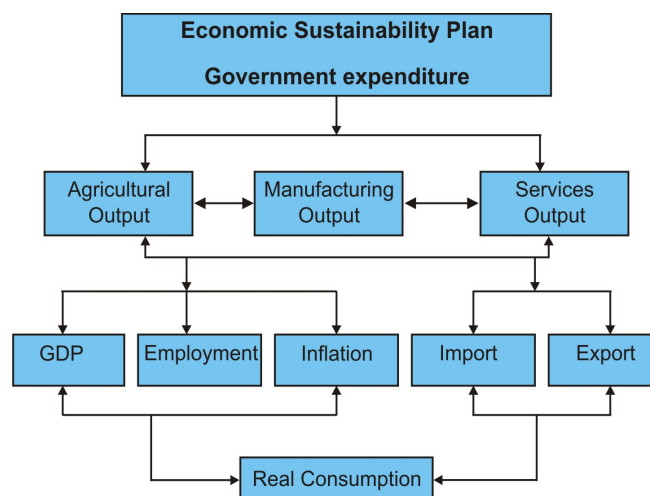 Economic Sustainability Plan
Government expenditure
Agricultural
Output
Manufacturing
Output
Services
Output
GDP
Employment
Inflation
Import
Export
Real Consumption